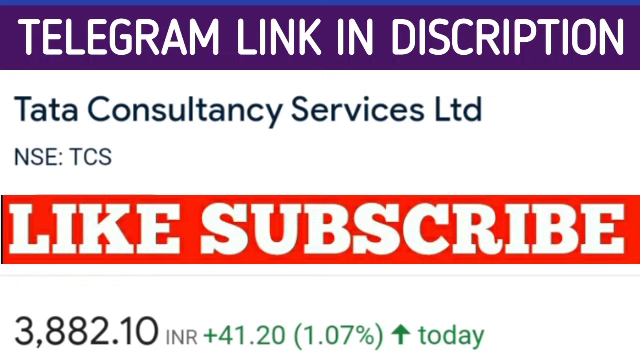 TELEGRAM LINK IN DISCRIPTION
Tata Consultancy Services Ltd
NSE: TCS
LIKE SUBSCRIBE
3,882.10 INR +41.20 (1.07%) ↑ today